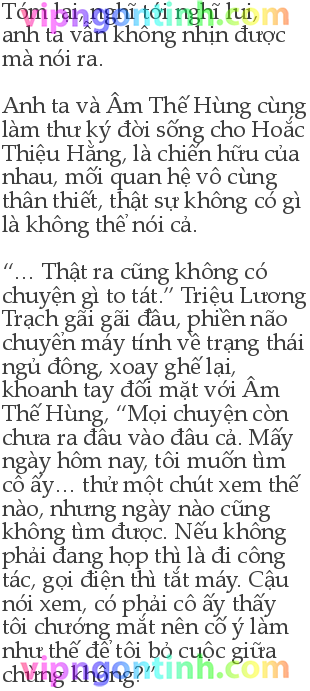 vipngontinh.com
Tóm lại, nghĩ tới nghĩ lui,
anh ta vẫn không nhịn được
mà nói ra.
Anh ta và Âm Thế Hùng cùng
làm thư ký đời sống cho Hoắc
Thiệu Hằng, là chiến hữu của
nhau, mối quan hệ vô cùng
thân thiết, thật sự không có gì
là không thể nói cả.
“… Thật ra cũng không có
chuyện gì to tát.” Triệu Lương
Trạch gãi gãi đầu, phiền não
chuyển máy tính về trạng thái
ngủ đông, xoay ghế lại,
khoanh tay đối mặt với Âm
Thế Hùng, “Mọi chuyện còn
chưa ra đâu vào đâu cả. Mấy
ngày hôm nay, tôi muốn tìm
cô ấy… thử một chút xem thế
nào, nhưng ngày nào cũng
không tìm được. Nếu không
phải đang họp thì là đi công
tác, gọi điện thì tắt máy. Cậu
nói xem, có phải cô ấy thấy
tôi chướng mắt nên cố ý làm
như thế để tôi bỏ cuộc giữa
chừng không?”
vipngontinh.com